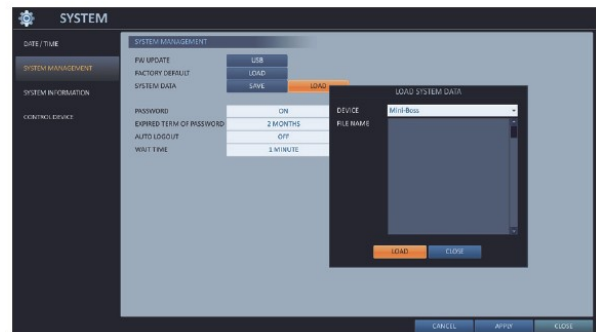 SYSTEM
DATE / TIME
SYSTEM MANAGEMENT
SYSTEM INFORMATION
CONTROL DEVICE
SYSTEM MANAGEMENT
FW UPDATE USB
FACTORY DEFAULT LOAD
SYSTEM DATA SAVE LOAD
PASSWORD ON
EXPIRED TERM OF PASSWORD 2 MONTHS
AUTO LOGOUT OFF
WAIT TIME 1 MINUTE
LOAD SYSTEM DATA
DEVICE Mini-Boss
FILE NAME
LOAD CLOSE
CANCEL APPLY CLOSE